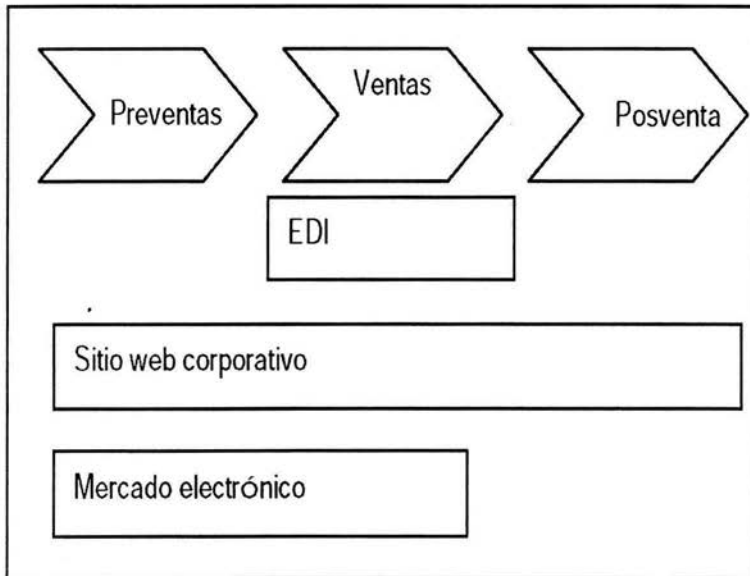 Preventas
Ventas
Posventa
EDI
Sitio web corporativo
Mercado electrónico